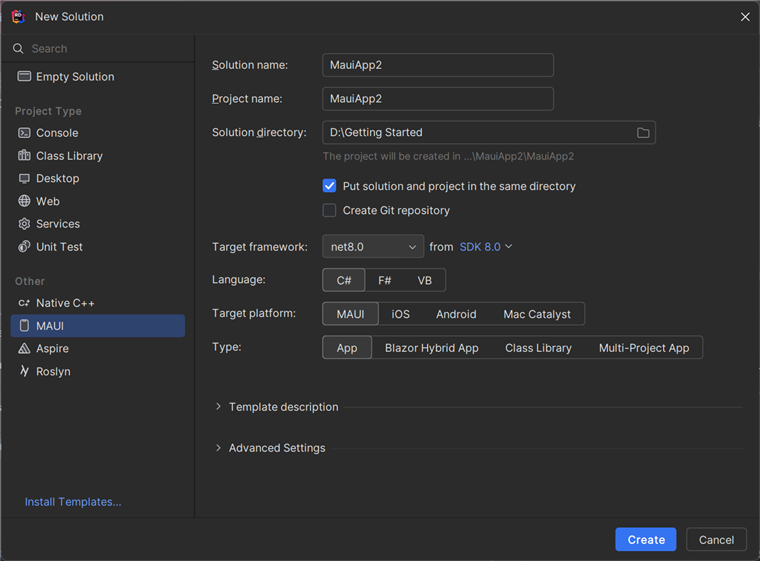 New Solution
Search
Empty Solution
Project Type
Console
Class Library
Desktop
Web
Services
Unit Test
Other
Native C++
MAUI
Aspire
Roslyn
Install Templates...
Solution name: MauiApp2
Project name: MauiApp2
Solution directory: D:\Getting Started
The project will be created in ...\MauiApp2\MauiApp2
Put solution and project in the same directory
Create Git repository
Target framework: net8.0 from SDK 8.0
Language: C# F# VB
Target platform: MAUI iOS Android Mac Catalyst
Type: App Blazor Hybrid App Class Library Multi-Project App
Template description
Advanced Settings
Create Cancel